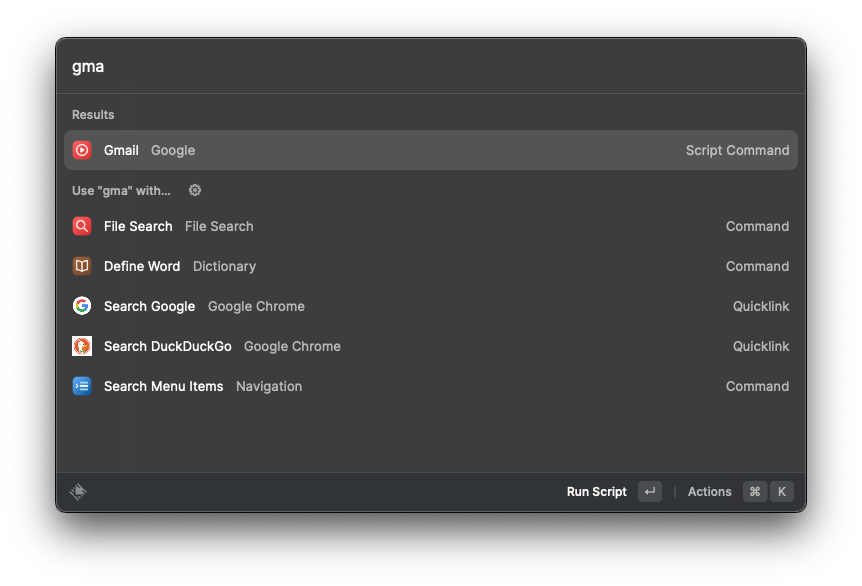 gma
Results
Gmail Google Script Command
Use "gma" with...
File Search File Search Command
Define Word Dictionary Command
Search Google Google Chrome Quicklink
Search DuckDuckGo Google Chrome Quicklink
Search Menu Items Navigation Command
Run Script ↵ | Actions ⌘ K